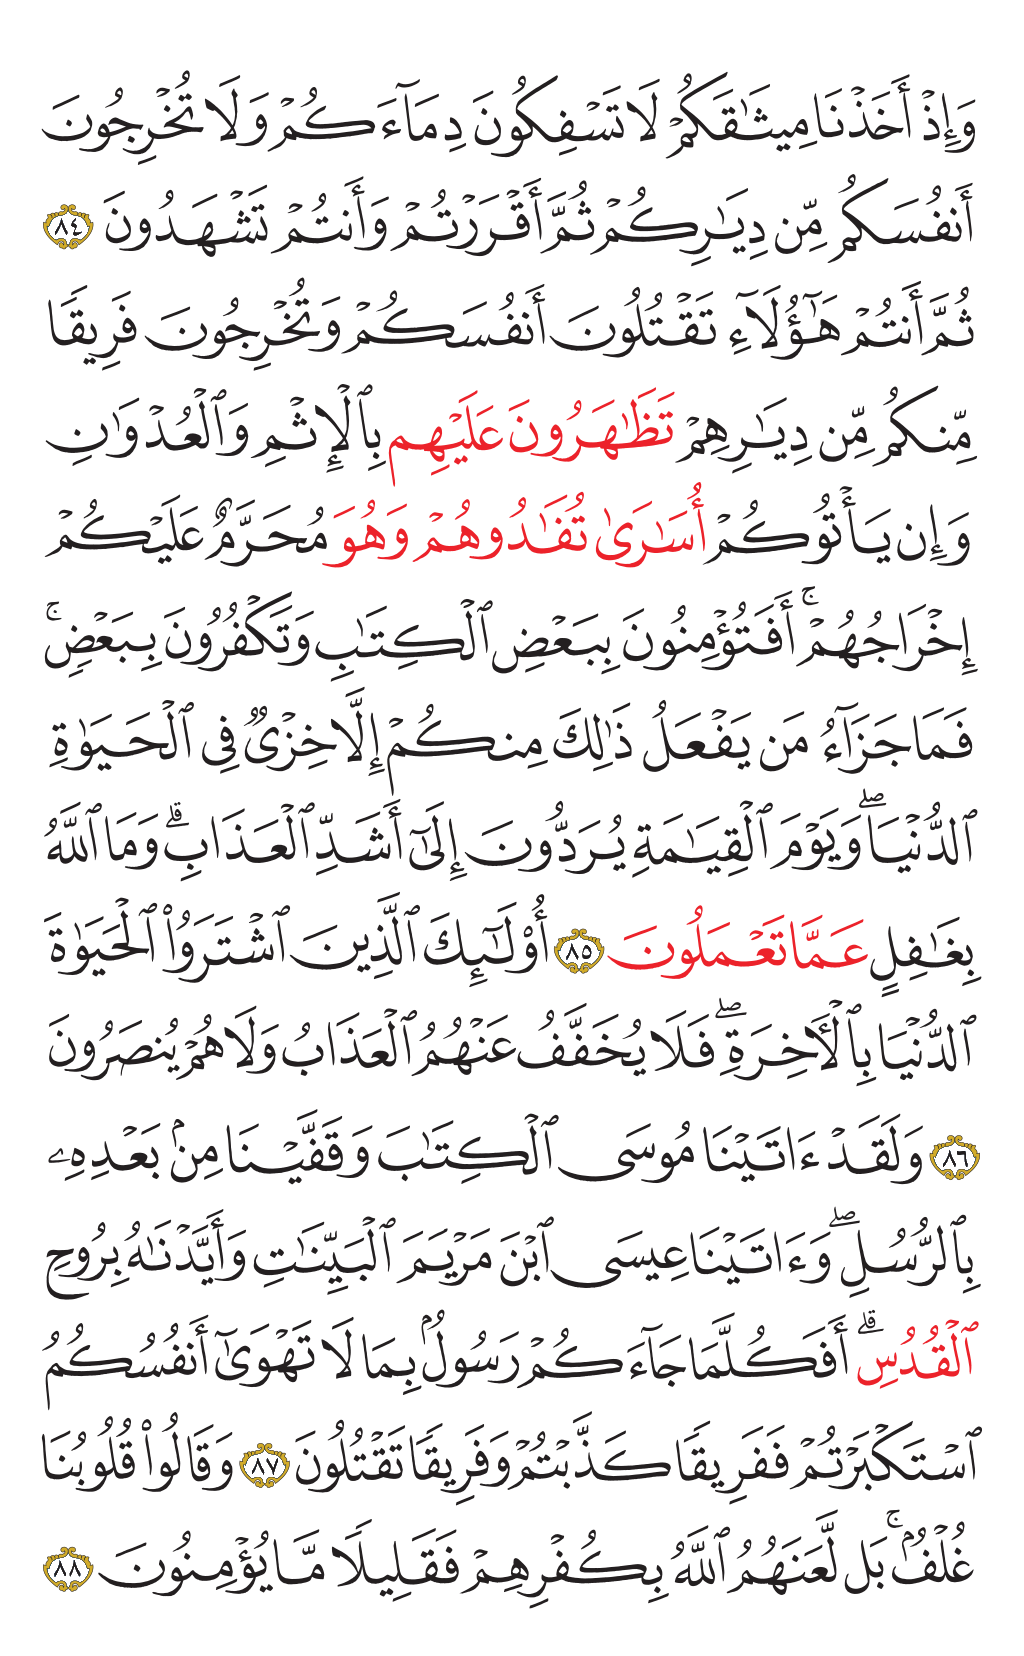 وَإِذْ أَخَذْنَا مِيثَٰقَكُمْ لَا تَسْفِكُونَ دِمَآءَكُمْ وَلَا تُخْرِجُونَ
أَنفُسَكُم مِّن دِيَٰرِكُمْ ثُمَّ أَقْرَرْتُمْ وَأَنتُمْ تَشْهَدُونَ ٨٤
ثُمَّ أَنتُمْ هَٰٓؤُلَآءِ تَقْتُلُونَ أَنفُسَكُمْ وَتُخْرِجُونَ فَرِيقًا
مِّنكُم مِّن دِيَٰرِهِمْ تَظَّٰهَرُونَ عَلَيْهِم بِٱلْإِثْمِ وَٱلْعُدْوَٰنِ
وَإِن يَأْتُوكُمْ أُسَٰرَىٰ تُفَٰدُوهُمْ وَهُوَ مُحَرَّمٌ عَلَيْكُمْ
إِخْرَاجُهُمْ ۚ أَفَتُؤْمِنُونَ بِبَعْضِ ٱلْكِتَٰبِ وَتَكْفُرُونَ بِبَعْضٍ ۚ
فَمَا جَزَآءُ مَن يَفْعَلُ ذَٰلِكَ مِنكُمْ إِلَّا خِزْىٌ فِى ٱلْحَيَوٰةِ
ٱلدُّنْيَا ۖ وَيَوْمَ ٱلْقِيَٰمَةِ يُرَدُّونَ إِلَىٰٓ أَشَدِّ ٱلْعَذَابِ ۗ وَمَا ٱللَّهُ
بِغَٰفِلٍ عَمَّا تَعْمَلُونَ ٨٥ أُو۟لَٰٓئِكَ ٱلَّذِينَ ٱشْتَرَوُا۟ ٱلْحَيَوٰةَ
ٱلدُّنْيَا بِٱلْأَخِرَةِ ۖ فَلَا يُخَفَّفُ عَنْهُمُ ٱلْعَذَابُ وَلَا هُمْ يُنصَرُونَ
٨٦ وَلَقَدْ ءَاتَيْنَا مُوسَى ٱلْكِتَٰبَ وَقَفَّيْنَا مِنۢ بَعْدِهِۦ
بِٱلرُّسُلِ ۖ وَءَاتَيْنَا عِيسَى ٱبْنَ مَرْيَمَ ٱلْبَيِّنَٰتِ وَأَيَّدْنَٰهُ بِرُوحِ
ٱلْقُدُسِ ۗ أَفَكُلَّمَا جَآءَكُمْ رَسُولٌۢ بِمَا لَا تَهْوَىٰٓ أَنفُسُكُمُ
ٱسْتَكْبَرْتُمْ فَفَرِيقًا كَذَّبْتُمْ وَفَرِيقًا تَقْتُلُونَ ٨٧ وَقَالُوا۟ قُلُوبُنَا
غُلْفٌۢ ۚ بَل لَّعَنَهُمُ ٱللَّهُ بِكُفْرِهِمْ فَقَلِيلًا مَّا يُؤْمِنُونَ ٨٨